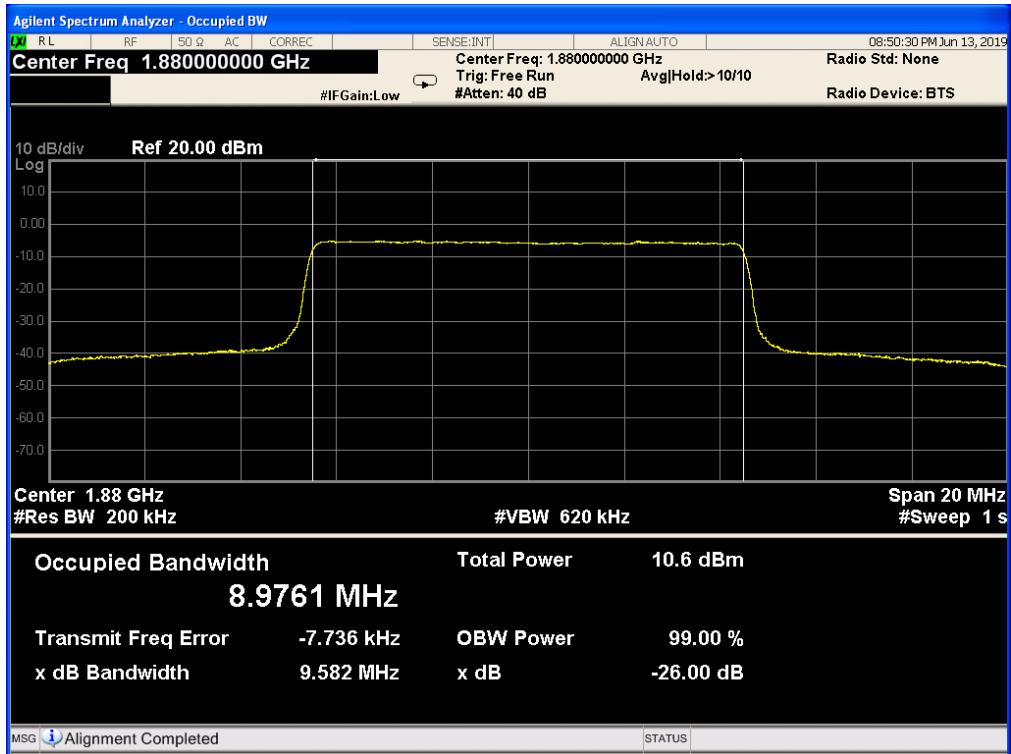 Agilent Spectrum Analyzer - Occupied BW
LXI RL RF 50 Ω AC CORREC SENSE:INT ALIGN AUTO 08:50:30 PM Jun 13, 2019
Center Freq 1.880000000 GHz
Center Freq: 1.880000000 GHz Radio Std: None
Trig: Free Run Avg|Hold:>10/10
#IFGain:Low #Atten: 40 dB Radio Device: BTS
10 dB/div Ref 20.00 dBm
Log
10.0
0.00
-10.0
-20.0
-30.0
-40.0
-50.0
-60.0
-70.0
Center 1.88 GHz Span 20 MHz
#Res BW 200 kHz #VBW 620 kHz #Sweep 1 s
Occupied Bandwidth Total Power 10.6 dBm
8.9761 MHz
Transmit Freq Error -7.736 kHz OBW Power 99.00 %
x dB Bandwidth 9.582 MHz x dB -26.00 dB
MSG Alignment Completed STATUS